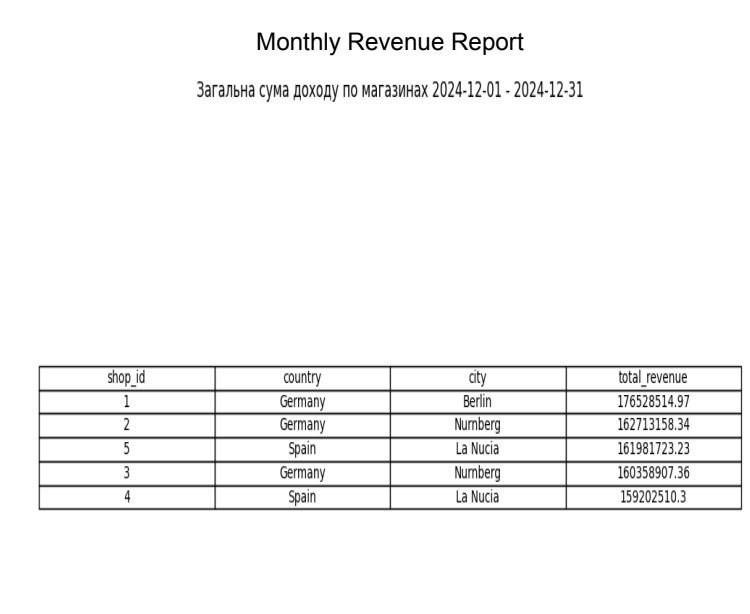 Monthly Revenue Report
Загальна сума доходу по магазинах 2024-12-01 - 2024-12-31
shop_id country city total_revenue
1 Germany Berlin 176528514.97
2 Germany Nurnberg 162713158.34
5 Spain La Nucia 161981723.23
3 Germany Nurnberg 160358907.36
4 Spain La Nucia 159202510.3